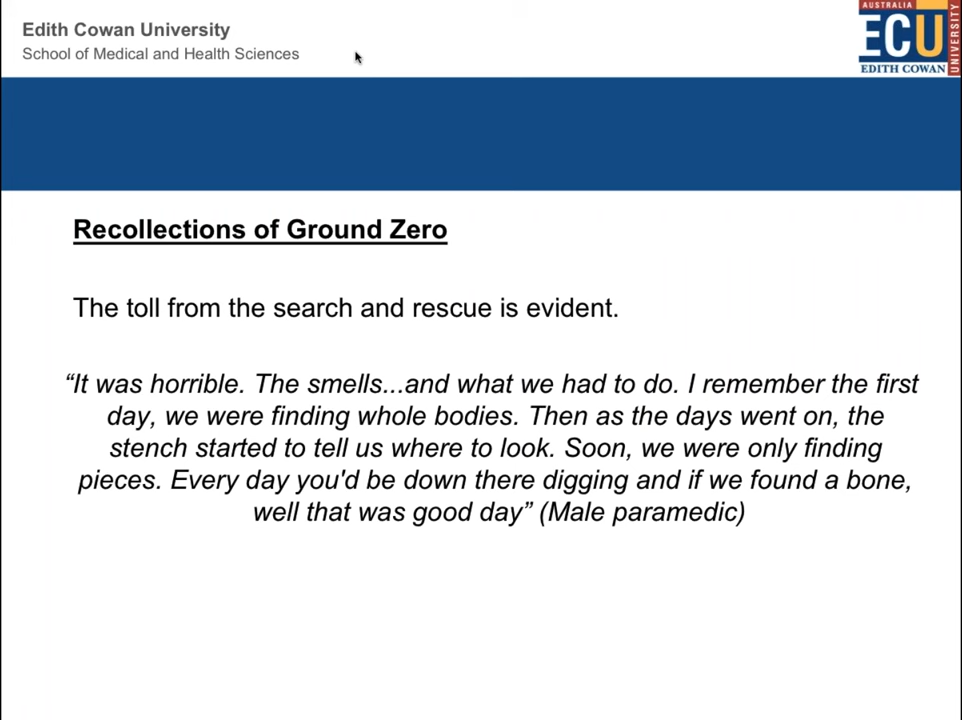 Edith Cowan University
School of Medical and Health Sciences
AUSTRALIA
ECU
EDITH COWAN
UNIVERSITY
Recollections of Ground Zero
The toll from the search and rescue is evident.
“It was horrible. The smells...and what we had to do. I remember the first
day, we were finding whole bodies. Then as the days went on, the
stench started to tell us where to look. Soon, we were only finding
pieces. Every day you'd be down there digging and if we found a bone,
well that was good day” (Male paramedic)